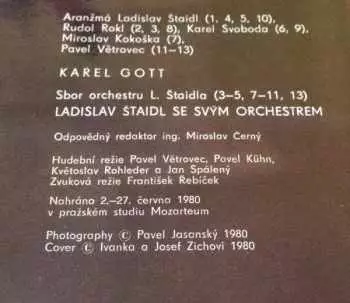 Aranžmá Ladislav Štaidl (1, 4, 5, 10),
Rudol Rokl (2, 3, 8), Karel Svoboda (6, 9),
Miroslav Kokoška (7),
Pavel Větrovec (11–13)
KAREL GOTT
Sbor orchestru L. Štaidla (3–5, 7–11, 13)
LADISLAV ŠTAIDL SE SVÝM ORCHESTREM
Odpovědný redaktor ing. Miroslav Černý
Hudební režie Pavel Větrovec, Pavel Kühn,
Květoslav Rohleder a Jan Spálený
Zvuková režie František Řebíček
Nahráno 2.–27. června 1980
v pražském studiu Mozarteum
Photography © Pavel Jasanský 1980
Cover © Ivanka a Josef Zichovi 1980